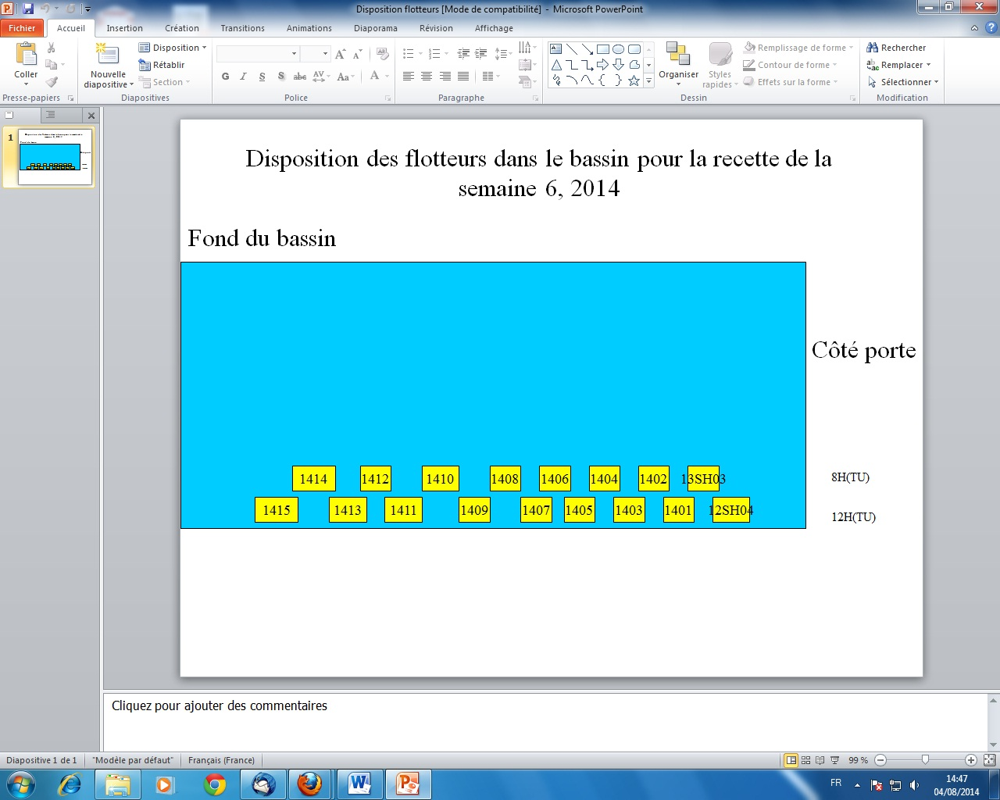 Disposition flotteurs [Mode de compatibilité] - Microsoft PowerPoint
Fichier Accueil Insertion Création Transitions Animations Diaporama Révision Affichage
Coller
Nouvelle
diapositive
Disposition
Rétablir
Section
G I S S abc AV Aa A
Organiser
Styles
rapides
Remplissage de forme
Contour de forme
Effets sur la forme
Rechercher
Remplacer
Sélectionner
Presse-papiers Diapositives Police Paragraphe Dessin Modification
1
Disposition des flotteurs dans le bassin pour la recette de la
semaine 6, 2014
Fond du bassin
Côté porte
1414 1412 1410 1408 1406 1404 1402 13SH03 8H(TU)
1415 1413 1411 1409 1407 1405 1403 1401 12SH04 12H(TU)
Cliquez pour ajouter des commentaires
Diapositive 1 de 1 "Modèle par défaut" Français (France) 99 %
FR 14:47
04/08/2014